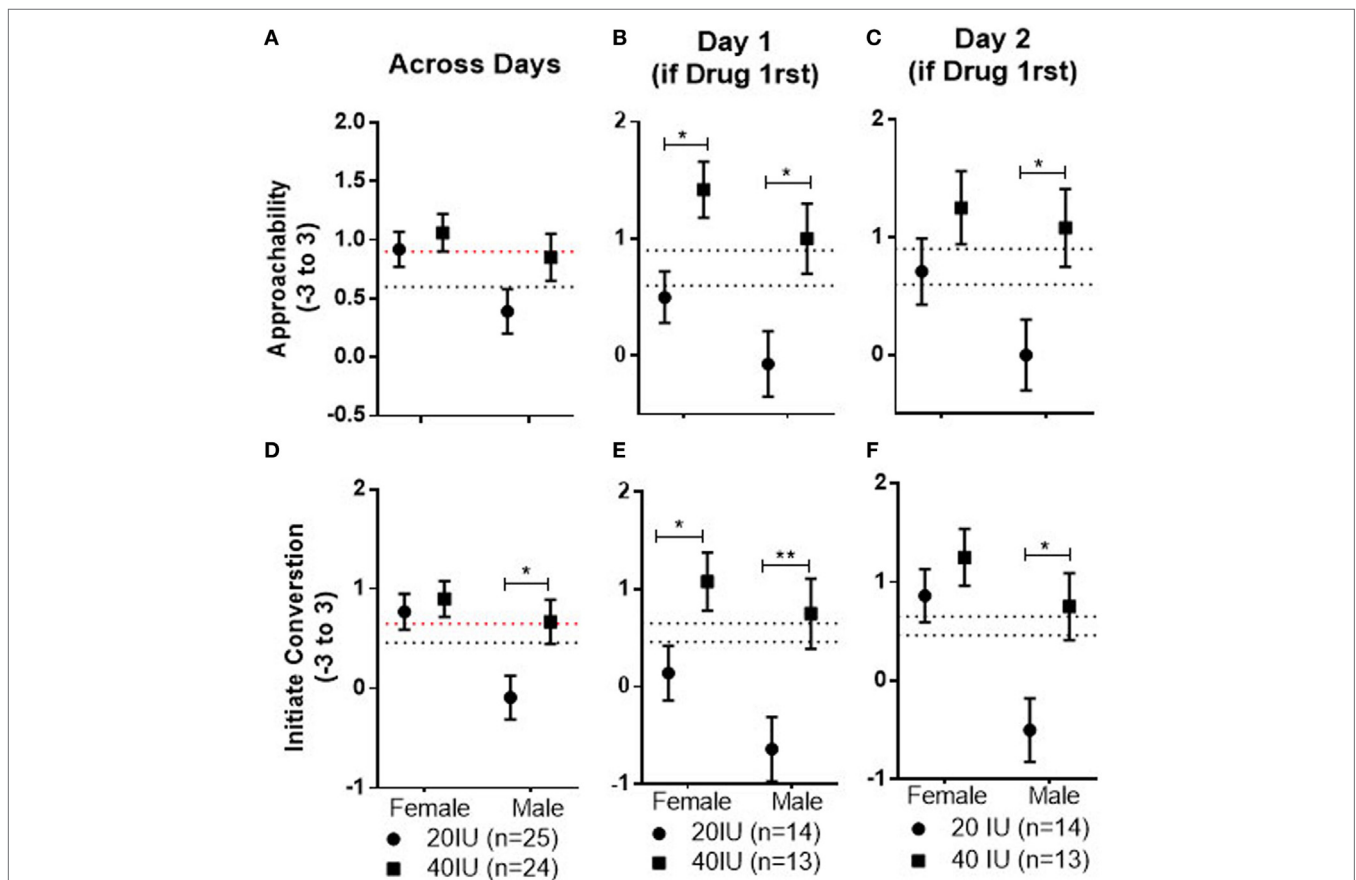 A
Across Days
B
Day 1
(if Drug 1rst)
C
Day 2
(if Drug 1rst)
Approachability
(-3 to 3)
2.0
1.5
1.0
0.5
0.0
-0.5
2
1
0
*
*
2
1
0
*
D
E
F
Initiate Converstion
(-3 to 3)
2
1
0
-1
*
2
1
0
-1
*
**
2
1
0
-1
*
Female Male
20IU (n=25)
40IU (n=24)
Female Male
20IU (n=14)
40IU (n=13)
Female Male
20 IU (n=14)
40 IU (n=13)